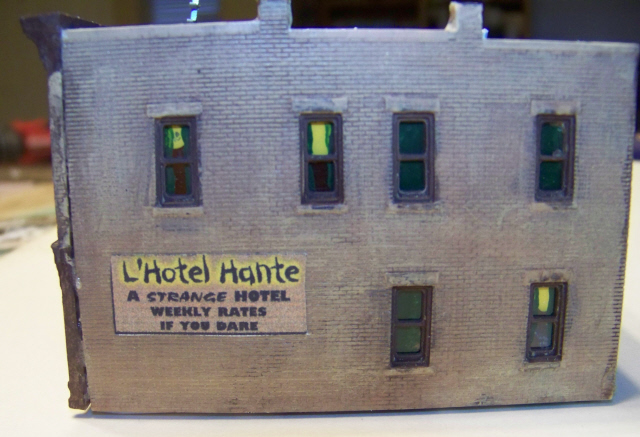 L'Hotel Hante
A STRANGE HOTEL
WEEKLY RATES
IF YOU DARE